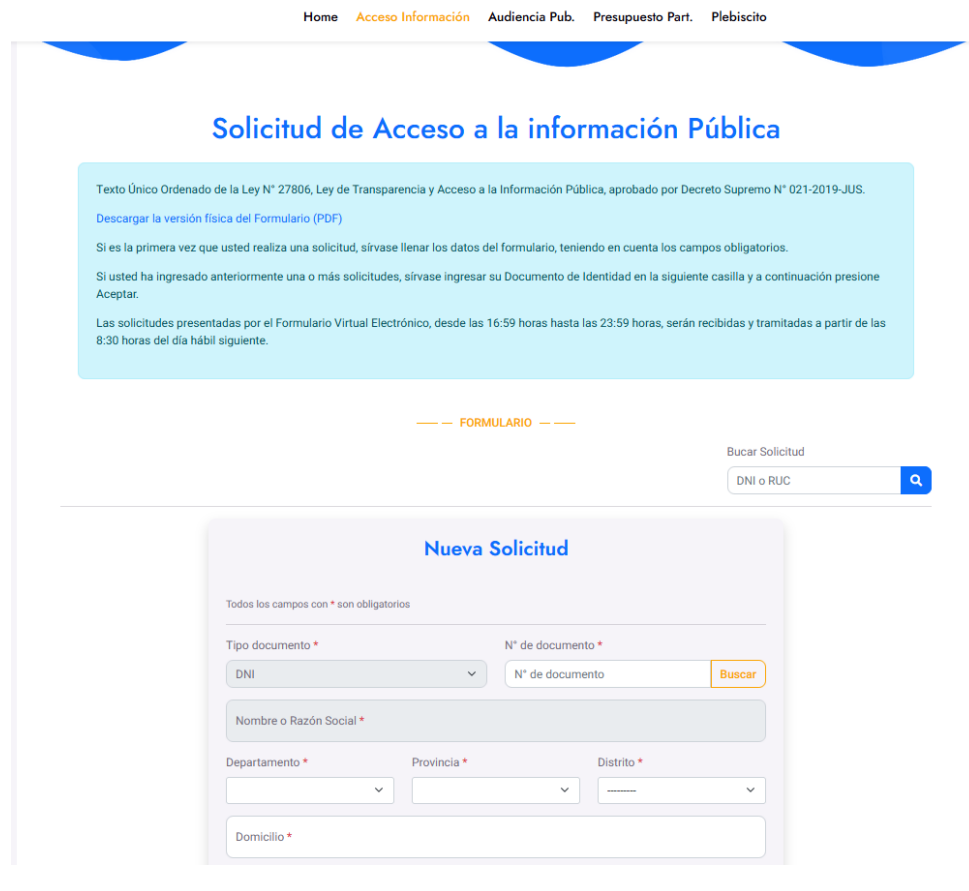 Home Acceso Información Audiencia Pub. Presupuesto Part. Plebiscito
Solicitud de Acceso a la información Pública
Texto Único Ordenado de la Ley N° 27806, Ley de Transparencia y Acceso a la Información Pública, aprobado por Decreto Supremo N° 021-2019-JUS.
Descargar la versión física del Formulario (PDF)
Si es la primera vez que usted realiza una solicitud, sírvase llenar los datos del formulario, teniendo en cuenta los campos obligatorios.
Si usted ha ingresado anteriormente una o más solicitudes, sírvase ingresar su Documento de Identidad en la siguiente casilla y a continuación presione
Aceptar.
Las solicitudes presentadas por el Formulario Virtual Electrónico, desde las 16:59 horas hasta las 23:59 horas, serán recibidas y tramitadas a partir de las
8:30 horas del día hábil siguiente.
FORMULARIO
Bucar Solicitud
DNI o RUC
Nueva Solicitud
Todos los campos con * son obligatorios
Tipo documento * N° de documento *
DNI N° de documento Buscar
Nombre o Razón Social *
Departamento * Provincia * Distrito *
---------
Domicilio *